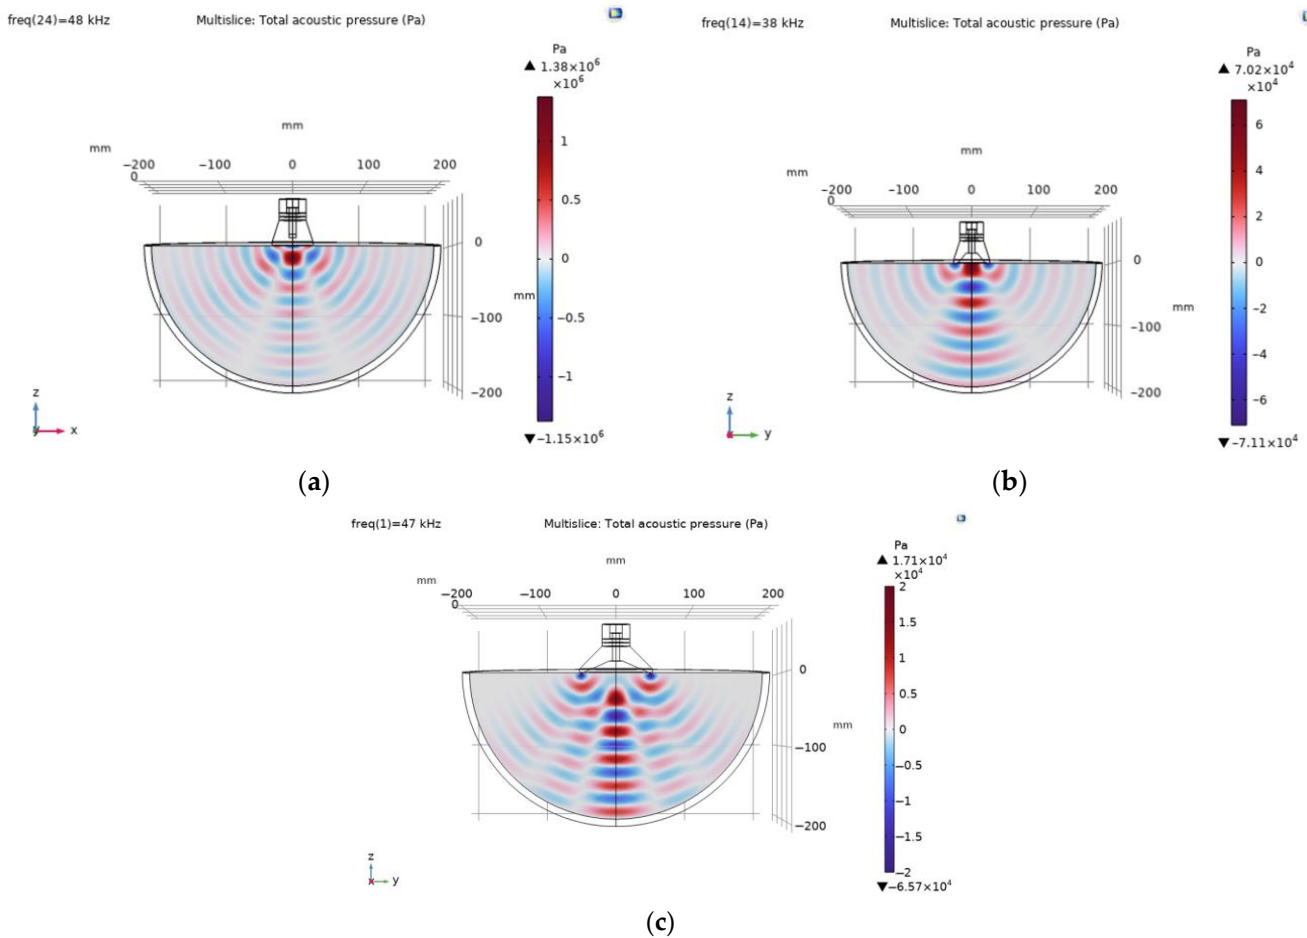 freq(24)=48 kHz
Multislice: Total acoustic pressure (Pa)
Pa
▲ 1.38×10⁶
×10⁶
1
0.5
0
−0.5
−1
▼ −1.15×10⁶
mm
mm
−200 −100 0 100 200
0
0
mm
−100
−200
z
y x
(a)
freq(14)=38 kHz
Multislice: Total acoustic pressure (Pa)
Pa
▲ 7.02×10⁴
×10⁴
6
4
2
0
−2
−4
−6
▼ −7.11×10⁴
mm
mm
−200 −100 0 100 200
0
0
−100 mm
−200
z
x y
(b)
freq(1)=47 kHz
Multislice: Total acoustic pressure (Pa)
Pa
▲ 1.71×10⁴
×10⁴
2
1.5
1
0.5
0
−0.5
−1
−1.5
−2
▼ −6.57×10⁴
mm
mm
−200 −100 0 100 200
0
0
mm
−100
−200
z
x y
(c)